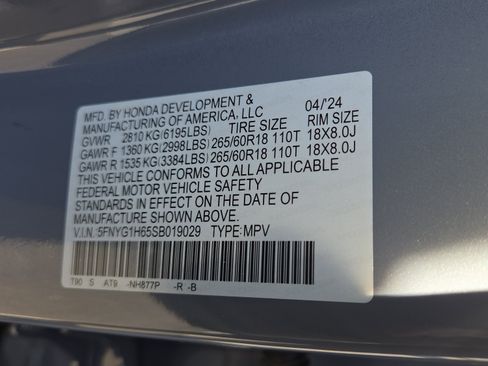 MFD. BY HONDA DEVELOPMENT & 04/'24
MANUFACTURING OF AMERICA, LLC
GVWR 2810 KG(6195LBS) TIRE SIZE RIM SIZE
GAWR F 1360 KG(2998LBS) 265/60R18 110T 18X8.0J
GAWR R 1535 KG(3384LBS) 265/60R18 110T 18X8.0J
THIS VEHICLE CONFORMS TO ALL APPLICABLE
FEDERAL MOTOR VEHICLE SAFETY
STANDARDS IN EFFECT ON THE DATE OF
MANUFACTURE SHOWN ABOVE.
V.I.N.:5FNYG1H65SB019029 TYPE:MPV
T90 S AT9 -NH877P -R -B